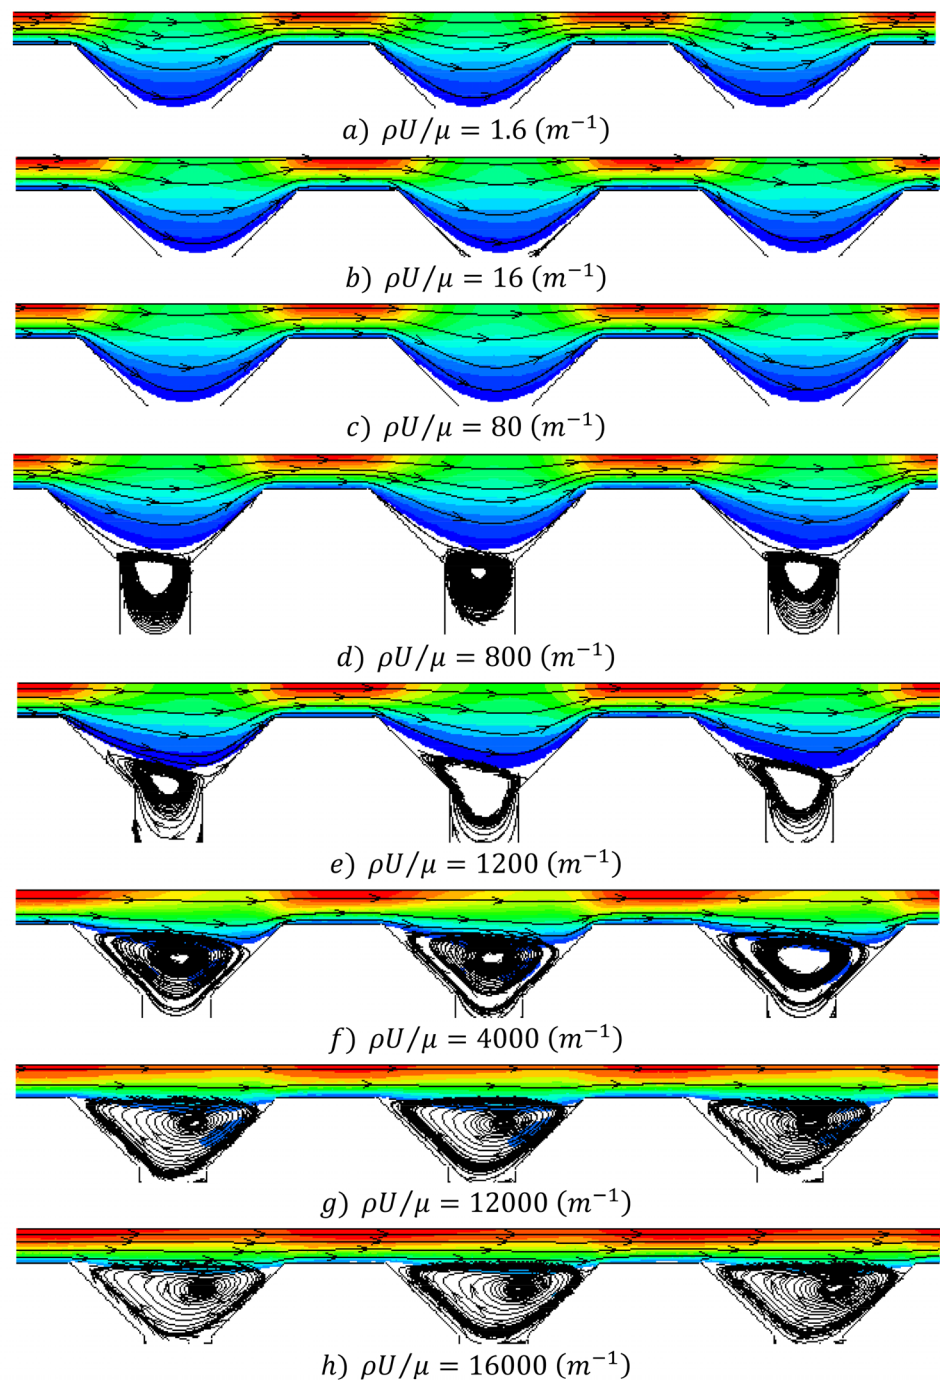 a) ρU/μ = 1.6 (m⁻¹)
b) ρU/μ = 16 (m⁻¹)
c) ρU/μ = 80 (m⁻¹)
d) ρU/μ = 800 (m⁻¹)
e) ρU/μ = 1200 (m⁻¹)
f) ρU/μ = 4000 (m⁻¹)
g) ρU/μ = 12000 (m⁻¹)
h) ρU/μ = 16000 (m⁻¹)